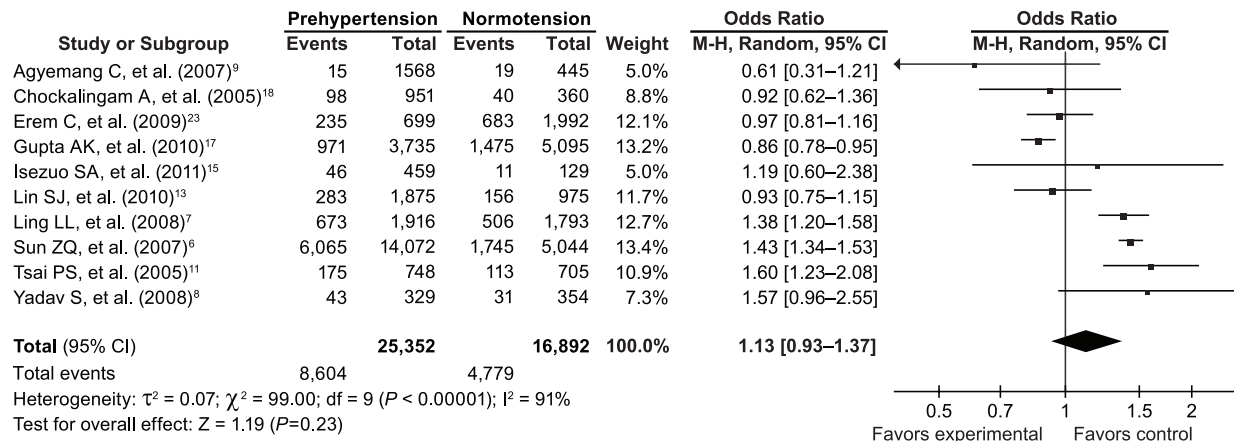 Prehypertension Normotension Odds Ratio Odds Ratio
Study or Subgroup Events Total Events Total Weight M-H, Random, 95% CI M-H, Random, 95% CI
Agyemang C, et al. (2007)⁹ 15 1568 19 445 5.0% 0.61 [0.31–1.21]
Chockalingam A, et al. (2005)¹⁸ 98 951 40 360 8.8% 0.92 [0.62–1.36]
Erem C, et al. (2009)²³ 235 699 683 1,992 12.1% 0.97 [0.81–1.16]
Gupta AK, et al. (2010)¹⁷ 971 3,735 1,475 5,095 13.2% 0.86 [0.78–0.95]
Isezuo SA, et al. (2011)¹⁵ 46 459 11 129 5.0% 1.19 [0.60–2.38]
Lin SJ, et al. (2010)¹³ 283 1,875 156 975 11.7% 0.93 [0.75–1.15]
Ling LL, et al. (2008)⁷ 673 1,916 506 1,793 12.7% 1.38 [1.20–1.58]
Sun ZQ, et al. (2007)⁶ 6,065 14,072 1,745 5,044 13.4% 1.43 [1.34–1.53]
Tsai PS, et al. (2005)¹¹ 175 748 113 705 10.9% 1.60 [1.23–2.08]
Yadav S, et al. (2008)⁸ 43 329 31 354 7.3% 1.57 [0.96–2.55]
Total (95% CI) 25,352 16,892 100.0% 1.13 [0.93–1.37]
Total events 8,604 4,779
Heterogeneity: τ² = 0.07; χ² = 99.00; df = 9 (P < 0.00001); I² = 91%
Test for overall effect: Z = 1.19 (P=0.23)
0.5 0.7 1 1.5 2
Favors experimental Favors control